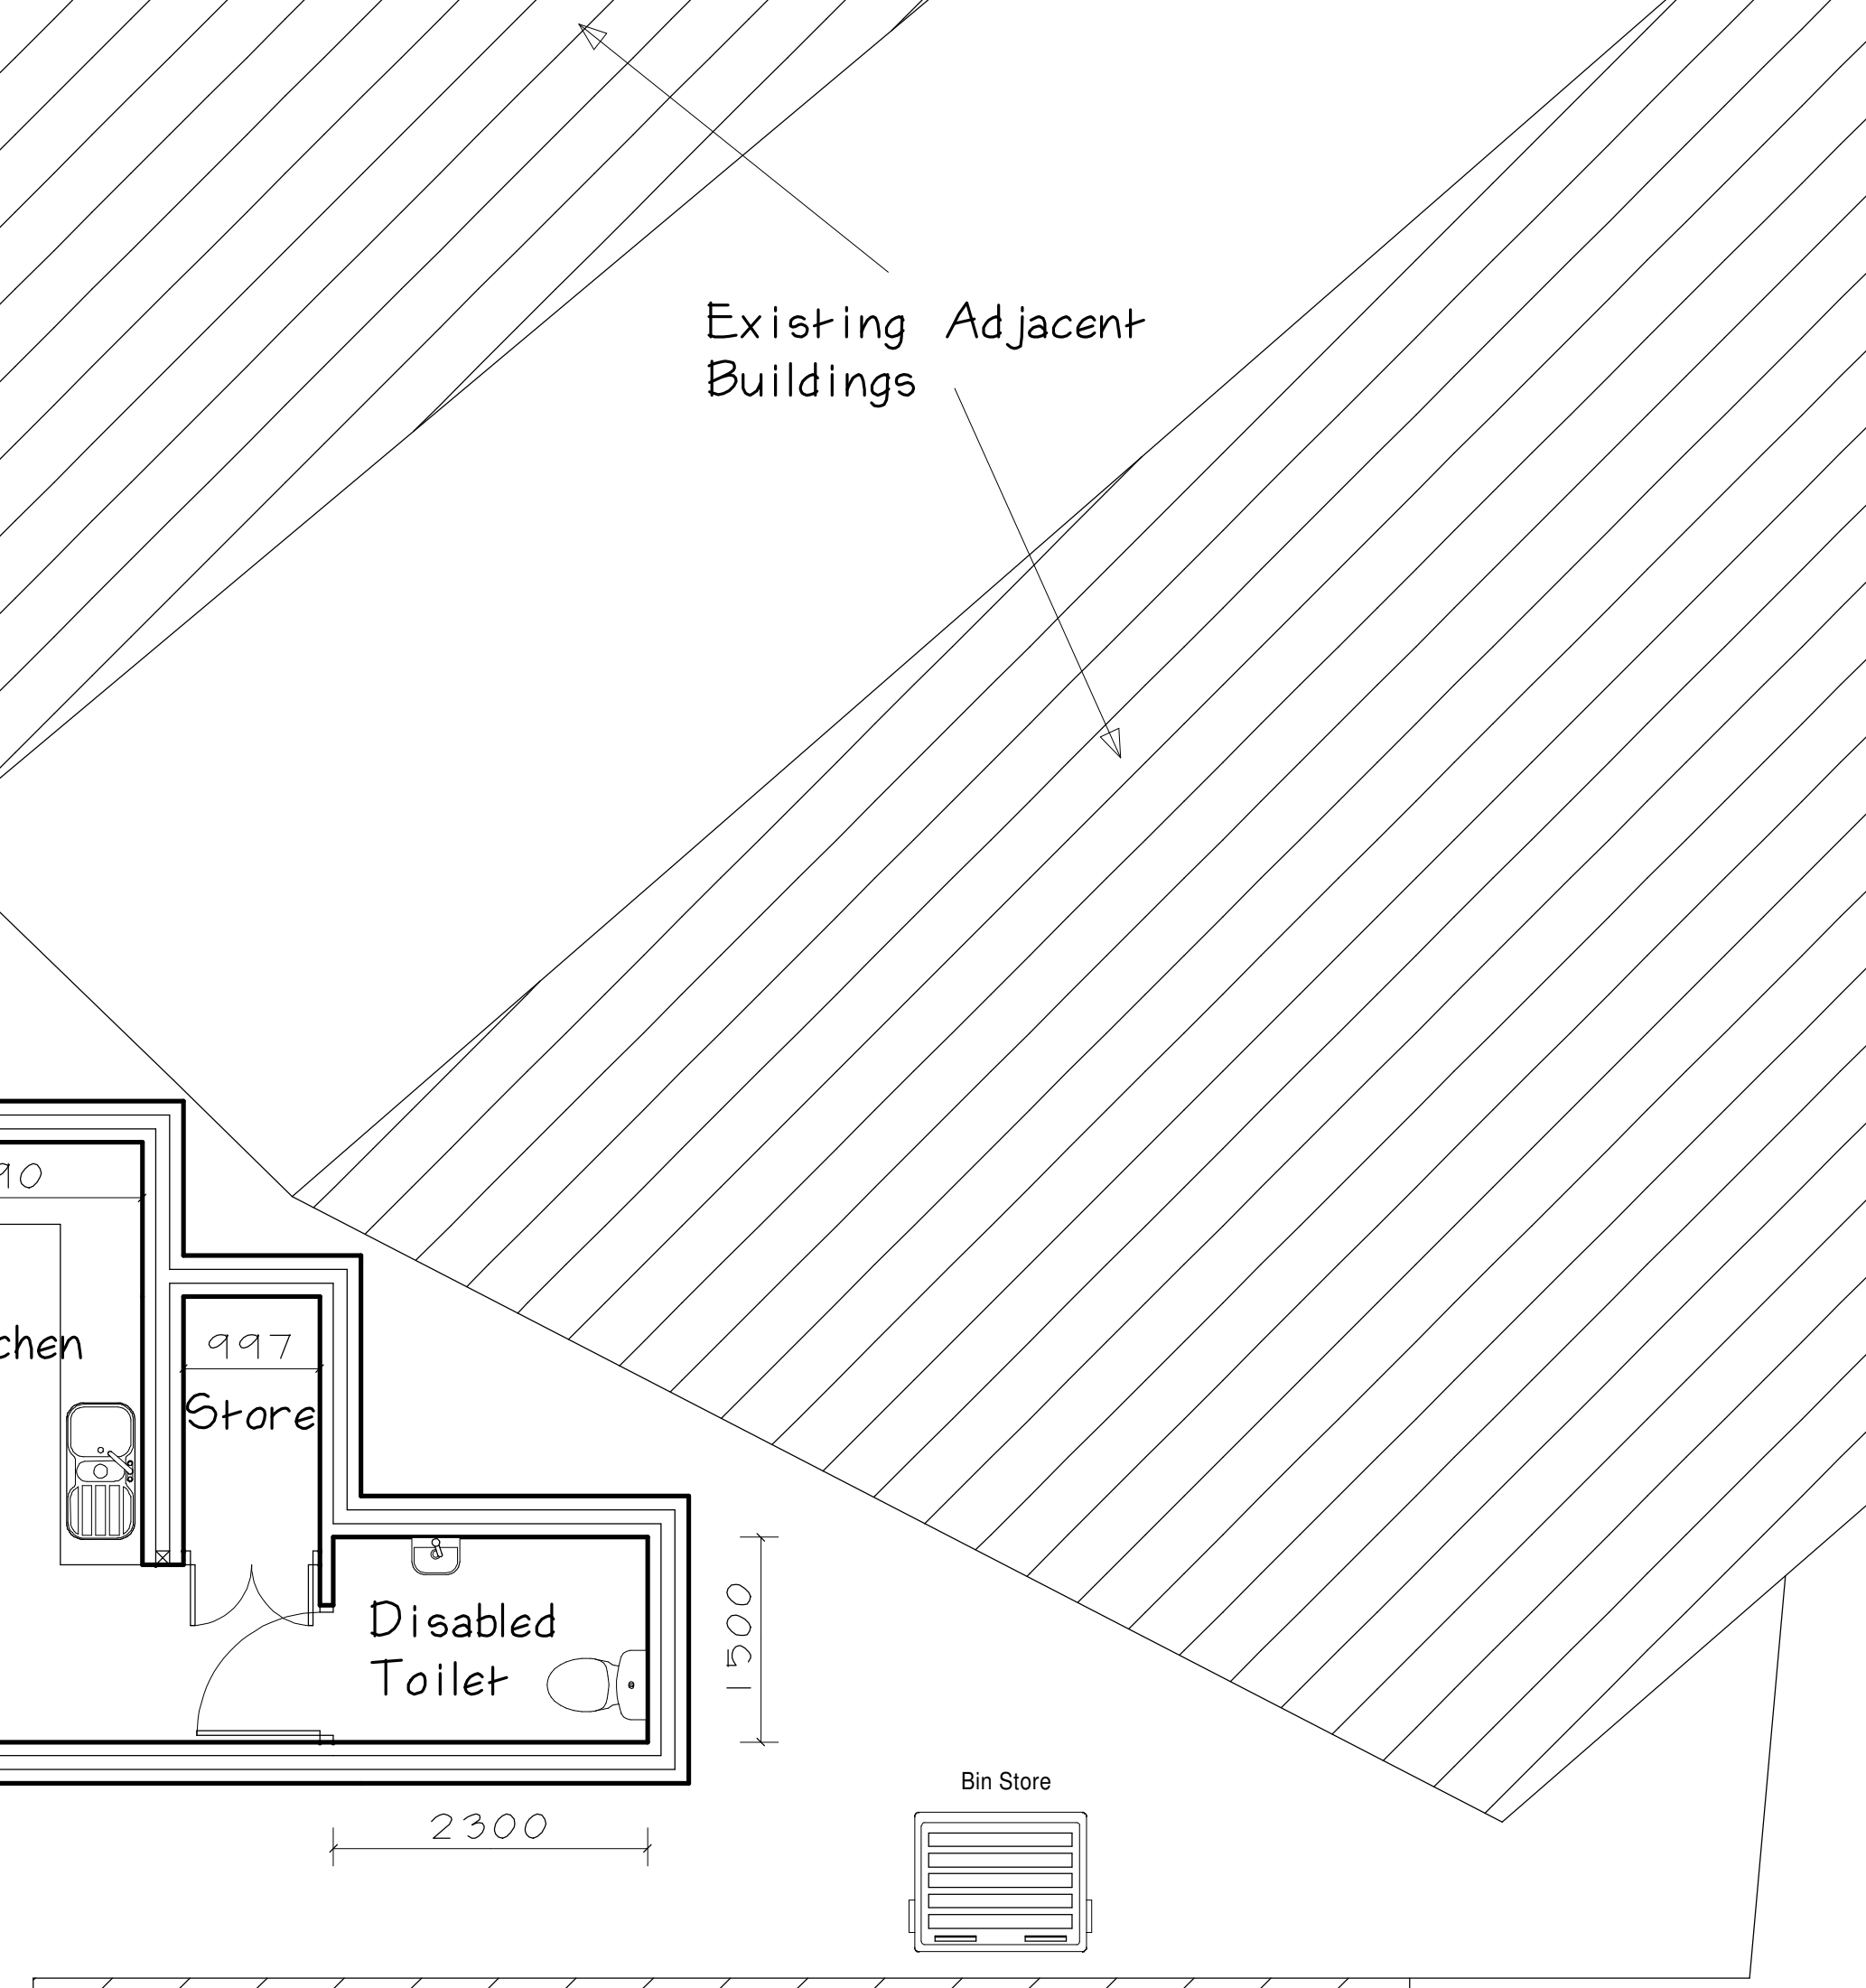 Existing Adjacent
Buildings
90
chen
997
Store
Disabled
Toilet
1500
Bin Store
2300